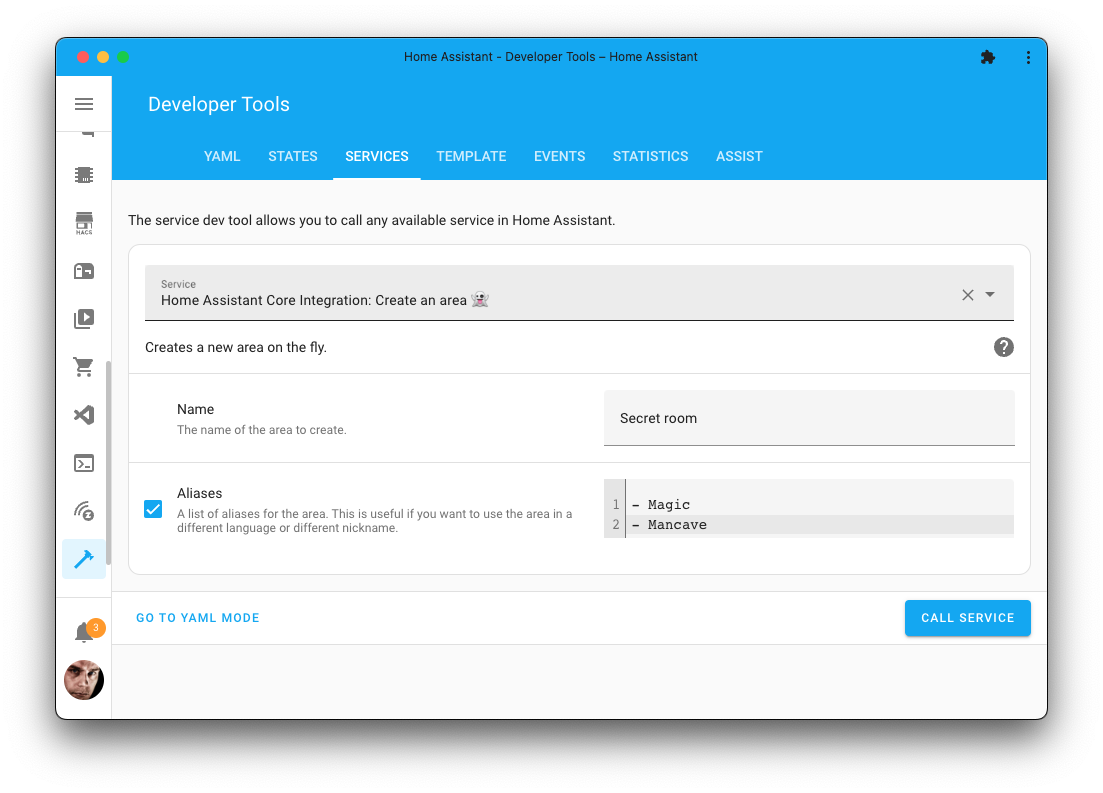 Home Assistant - Developer Tools – Home Assistant
Developer Tools
YAML STATES SERVICES TEMPLATE EVENTS STATISTICS ASSIST
HACS
The service dev tool allows you to call any available service in Home Assistant.
Service
Home Assistant Core Integration: Create an area 👻
Creates a new area on the fly.
Name
The name of the area to create.
Secret room
Aliases
A list of aliases for the area. This is useful if you want to use the area in a
different language or different nickname.
1 - Magic
2 - Mancave
GO TO YAML MODE
CALL SERVICE
3